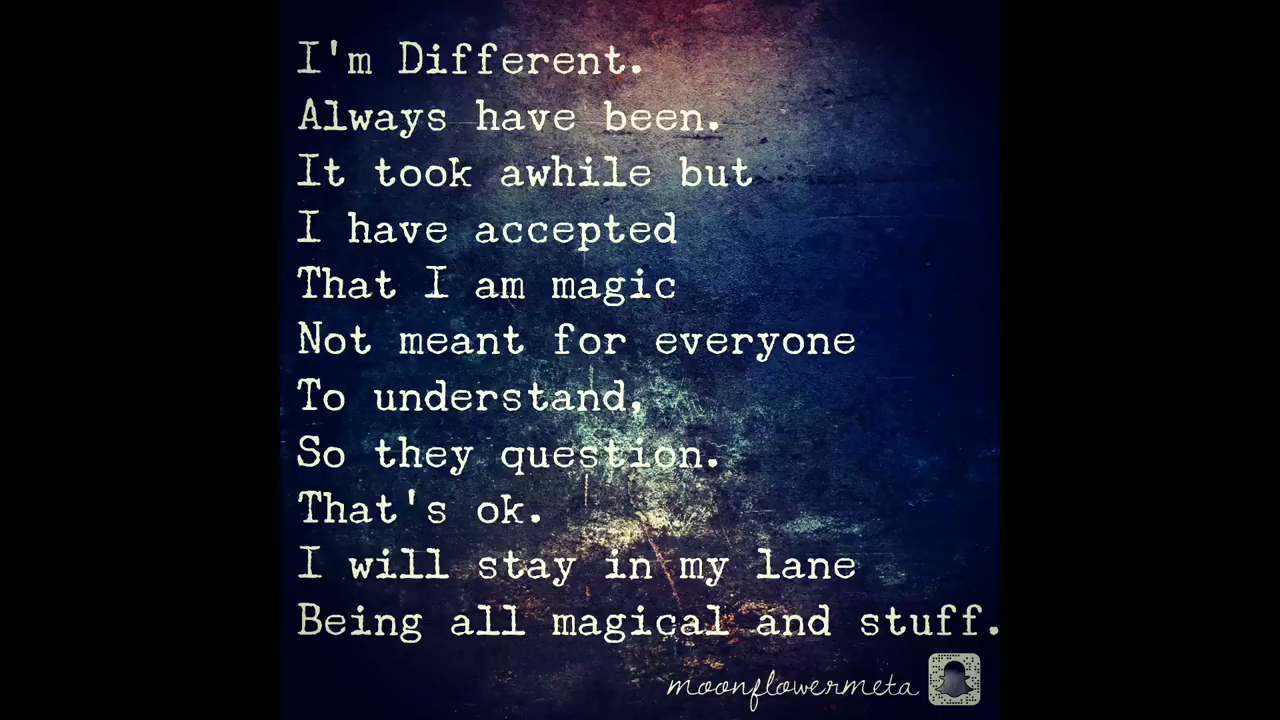 I'm Different.
Always have been.
It took awhile but
I have accepted
That I am magic
Not meant for everyone
To understand,
So they question.
That's ok.
I will stay in my lane
Being all magical and stuff.
moonflowermeta